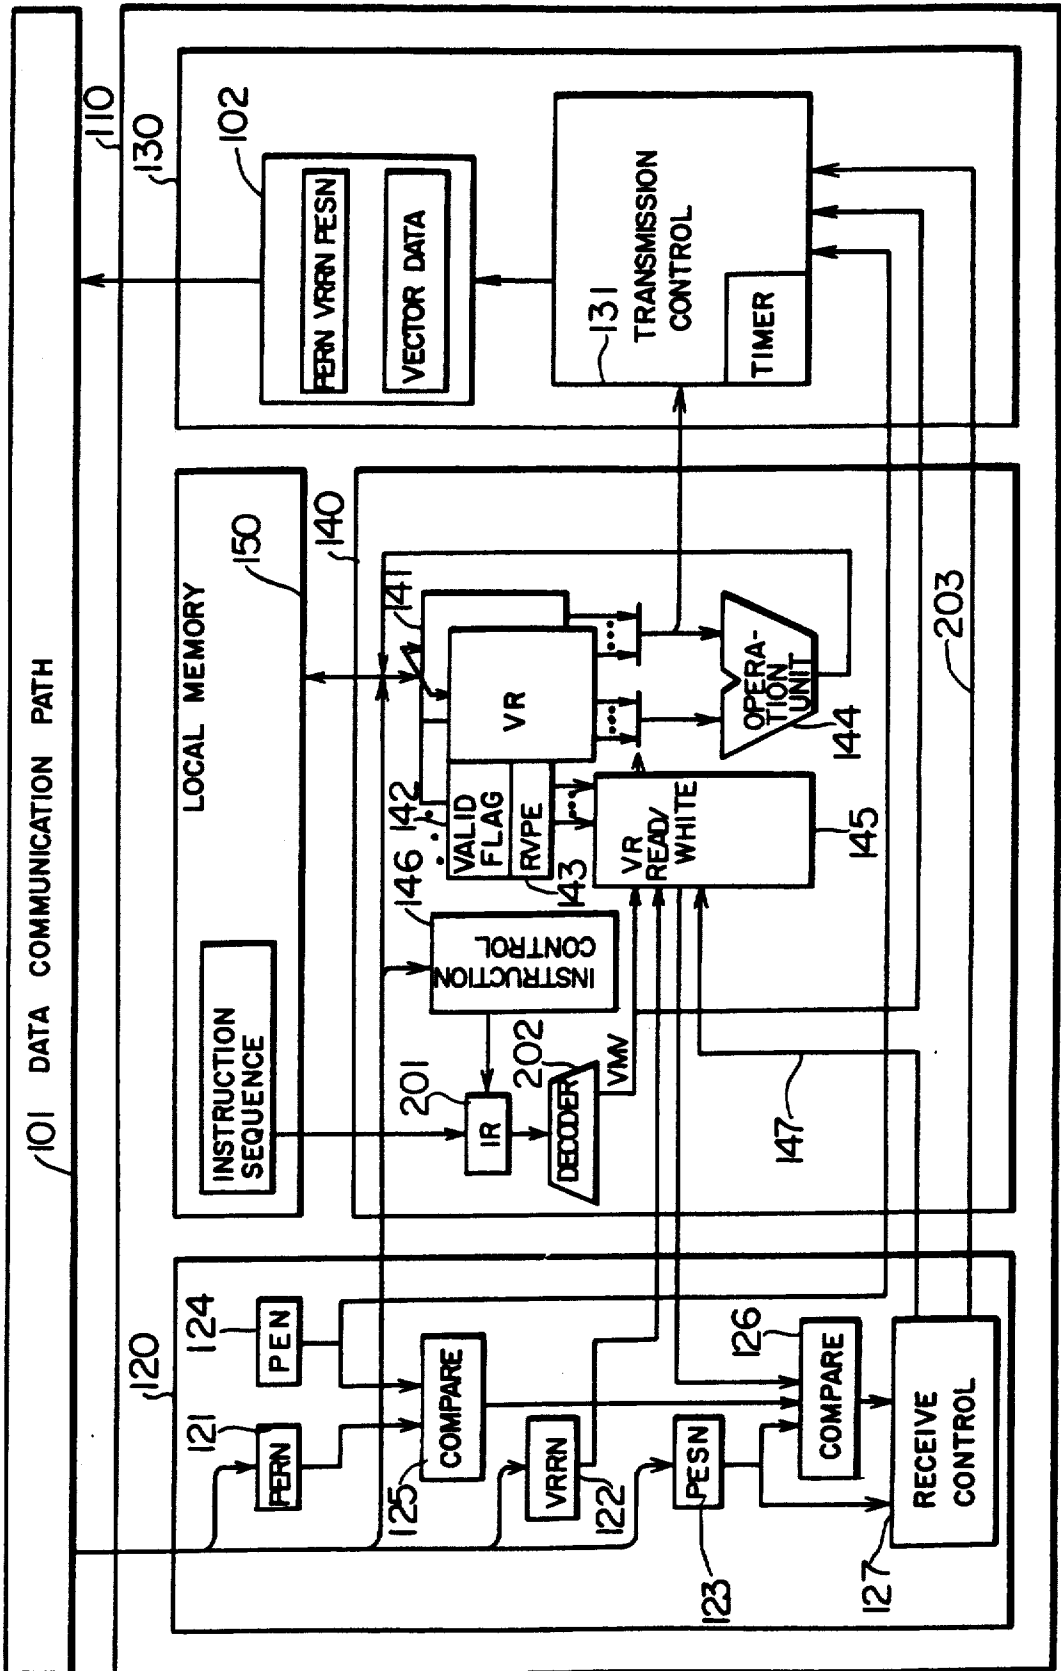 101 DATA COMMUNICATION PATH
110
120
121
PERN
124
PEN
125
COMPARE
VRRN
122
PESN
123
126
COMPARE
127
RECEIVE
CONTROL
LOCAL MEMORY
150
INSTRUCTION
SEQUENCE
140
201
IR
202
DECODER
VMV
146
INSTRUCTION
CONTROL
142
141
VALID
FLAG
RVPE
143
VR
VR
READ/
WHITE
145
OPERA-
TION
UNIT
144
147
203
130
102
PERN VRRN PESN
VECTOR DATA
131
TRANSMISSION
CONTROL
TIMER